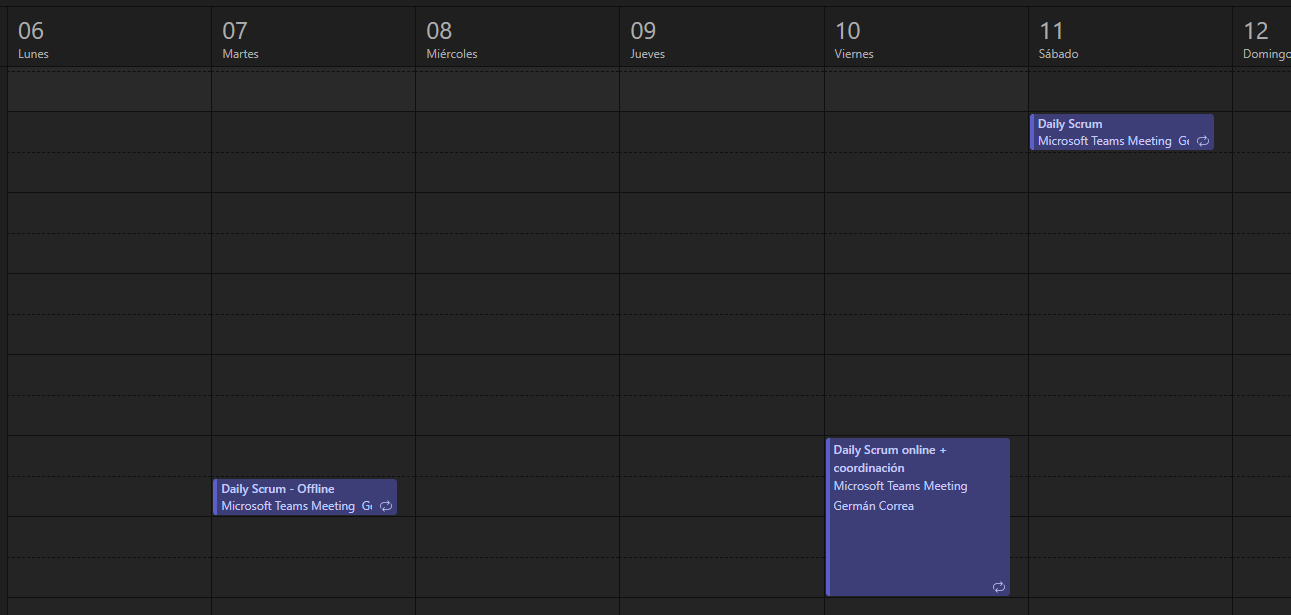 06
Lunes
07
Martes
08
Miércoles
09
Jueves
10
Viernes
11
Sábado
12
Domingo
Daily Scrum
Microsoft Teams Meeting
Daily Scrum online +
coordinación
Microsoft Teams Meeting
Germán Correa
Daily Scrum - Offline
Microsoft Teams Meeting